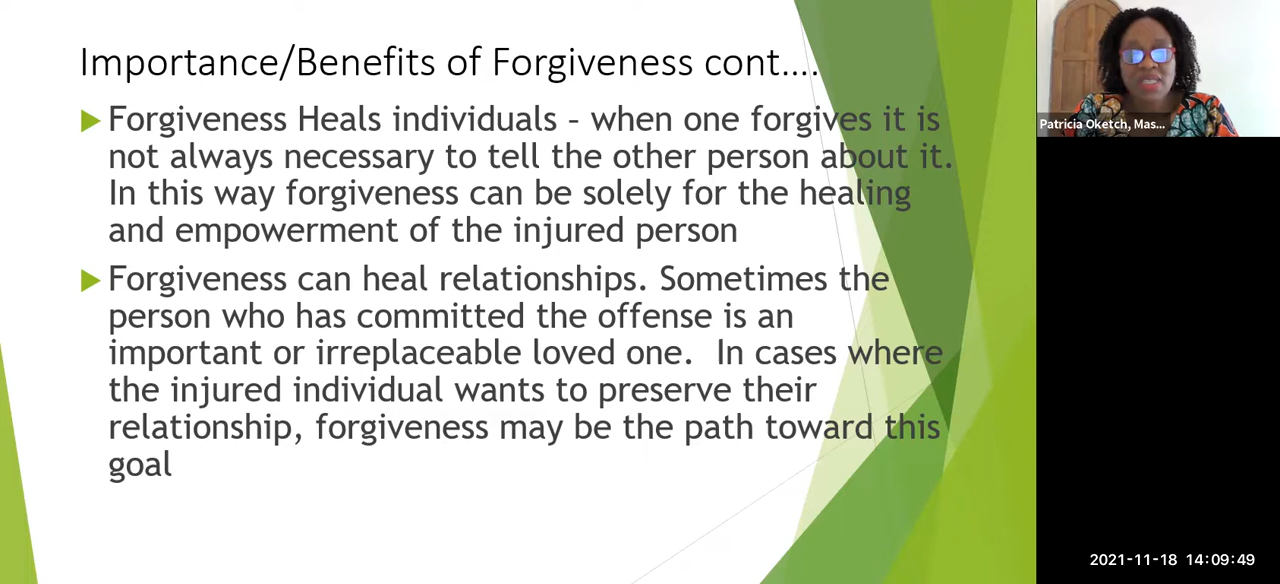 Importance/Benefits of Forgiveness cont....
Forgiveness Heals individuals – when one forgives it is
not always necessary to tell the other person about it.
In this way forgiveness can be solely for the healing
and empowerment of the injured person
Forgiveness can heal relationships. Sometimes the
person who has committed the offense is an
important or irreplaceable loved one.  In cases where
the injured individual wants to preserve their
relationship, forgiveness may be the path toward this
goal
Patricia Oketch, Mas...
2021-11-18 14:09:49